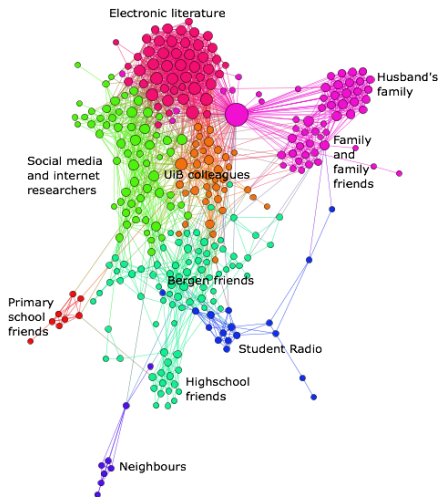 Electronic literature
Husband's
family
Family and
family
friends
Social media
and internet
researchers
UiB colleagues
Bergen friends
Primary
school
friends
Student Radio
Highschool
friends
Neighbours